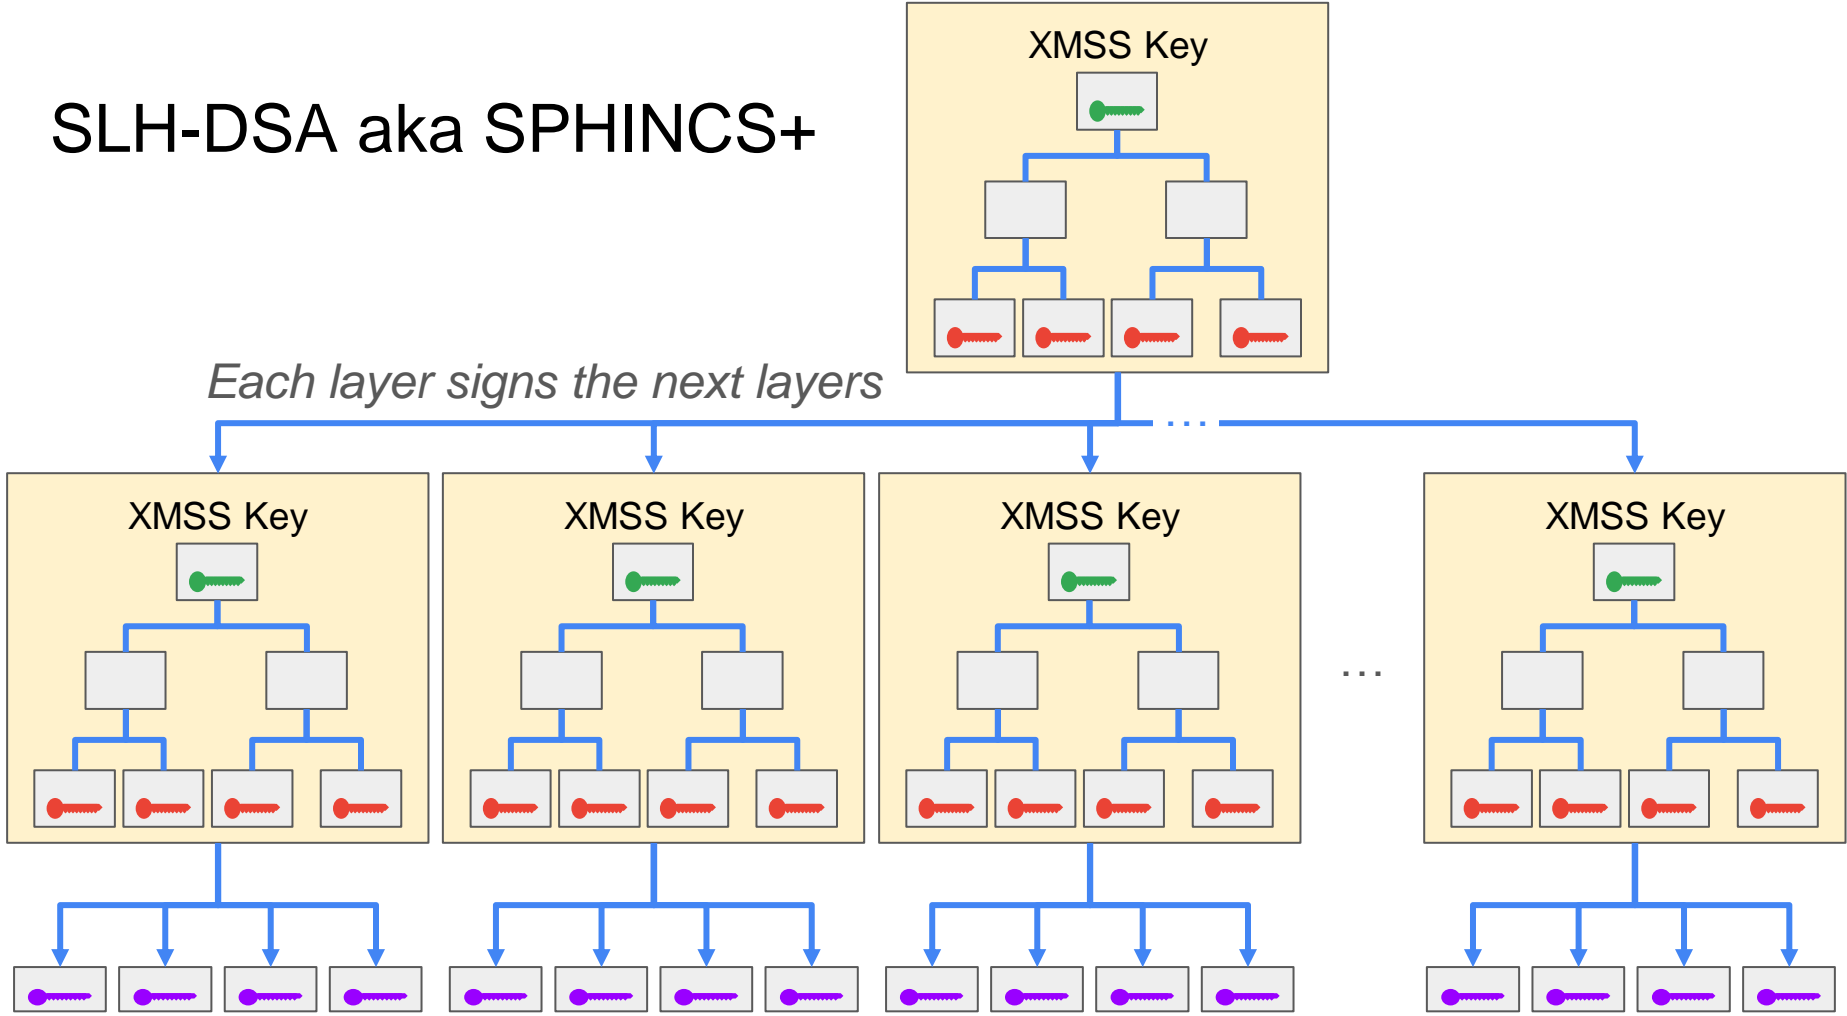 XMSS Key
SLH-DSA aka SPHINCS+
Each layer signs the next layers
...
XMSS Key
XMSS Key
XMSS Key
XMSS Key
...